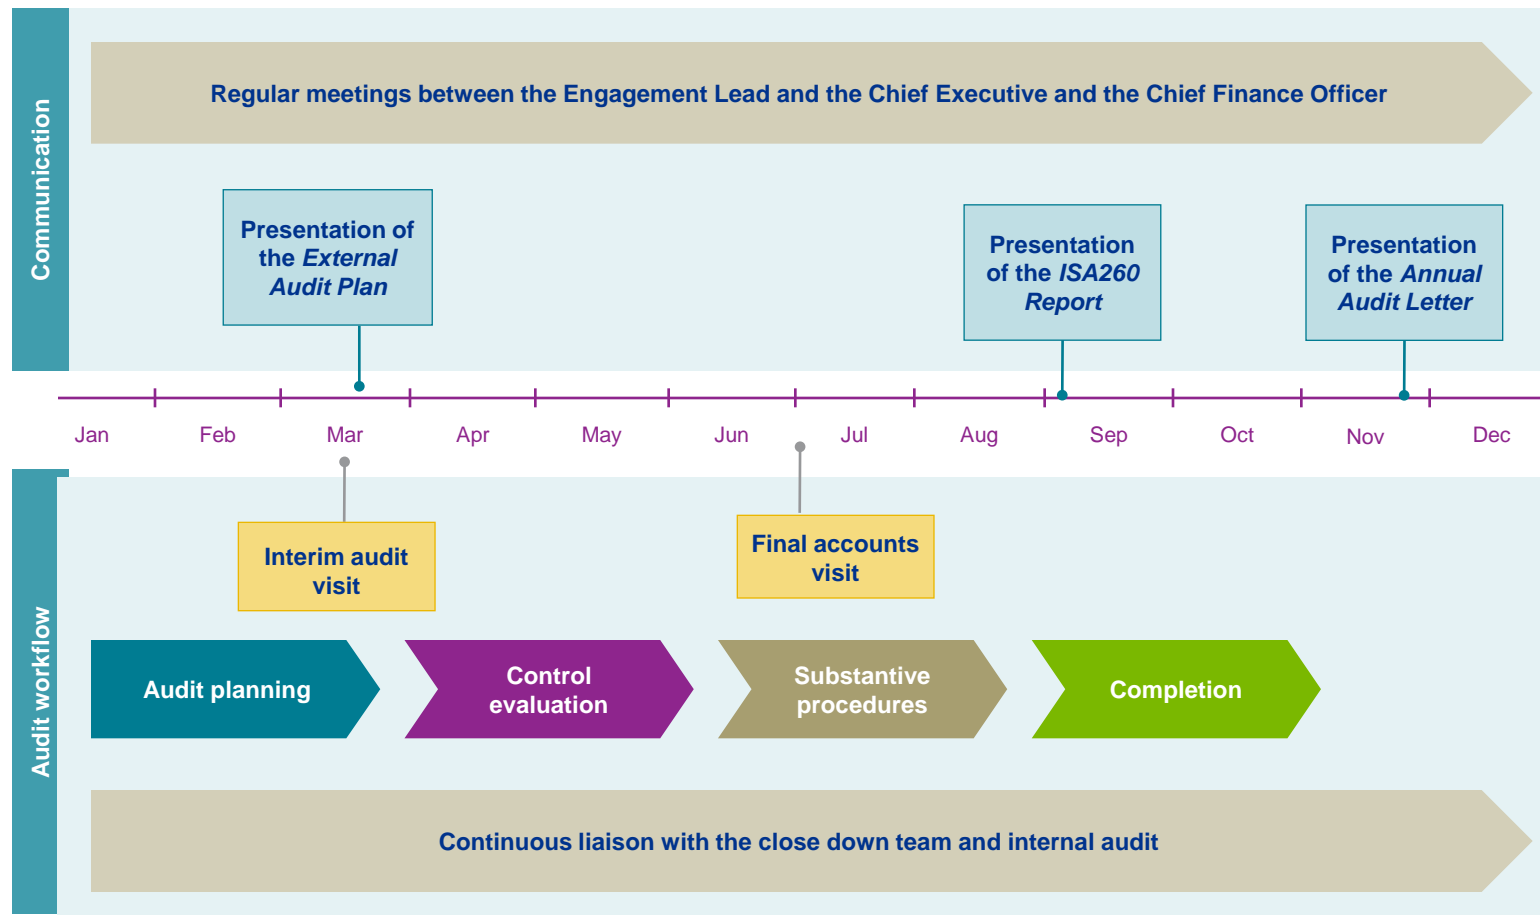 Communication
Regular meetings between the Engagement Lead and the Chief Executive and the Chief Finance Officer
Presentation of
the External
Audit Plan
Presentation
of the ISA260
Report
Presentation
of the Annual
Audit Letter
Jan Feb Mar Apr May Jun Jul Aug Sep Oct Nov Dec
Audit workflow
Interim audit
visit
Final accounts
visit
Audit planning
Control
evaluation
Substantive
procedures
Completion
Continuous liaison with the close down team and internal audit